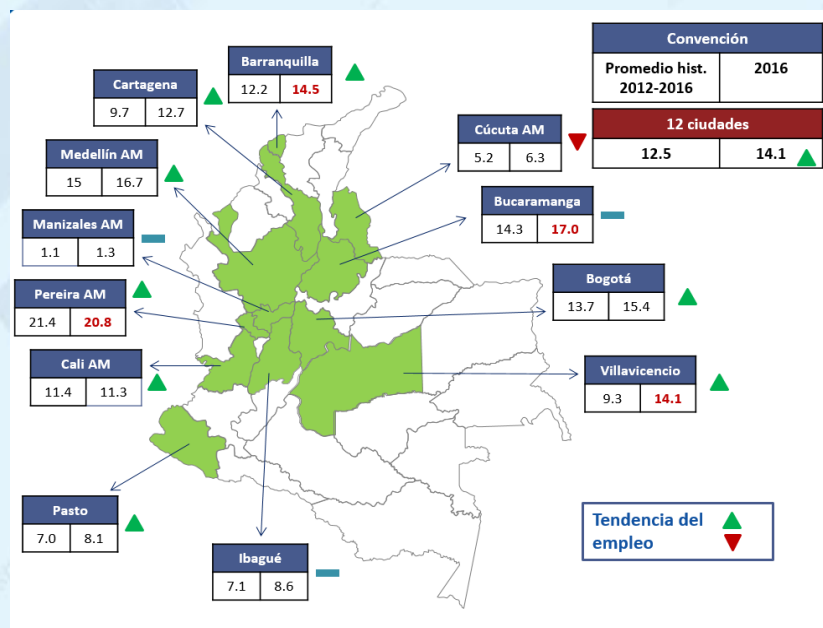 Convención
Promedio hist. 2016
2012-2016
12 ciudades
12.5 14.1
Barranquilla
12.2 14.5
Cartagena
9.7 12.7
Cúcuta AM
5.2 6.3
Medellín AM
15 16.7
Bucaramanga
14.3 17.0
Manizales AM
1.1 1.3
Bogotá
13.7 15.4
Pereira AM
21.4 20.8
Cali AM
11.4 11.3
Villavicencio
9.3 14.1
Pasto
7.0 8.1
Ibagué
7.1 8.6
Tendencia del
empleo